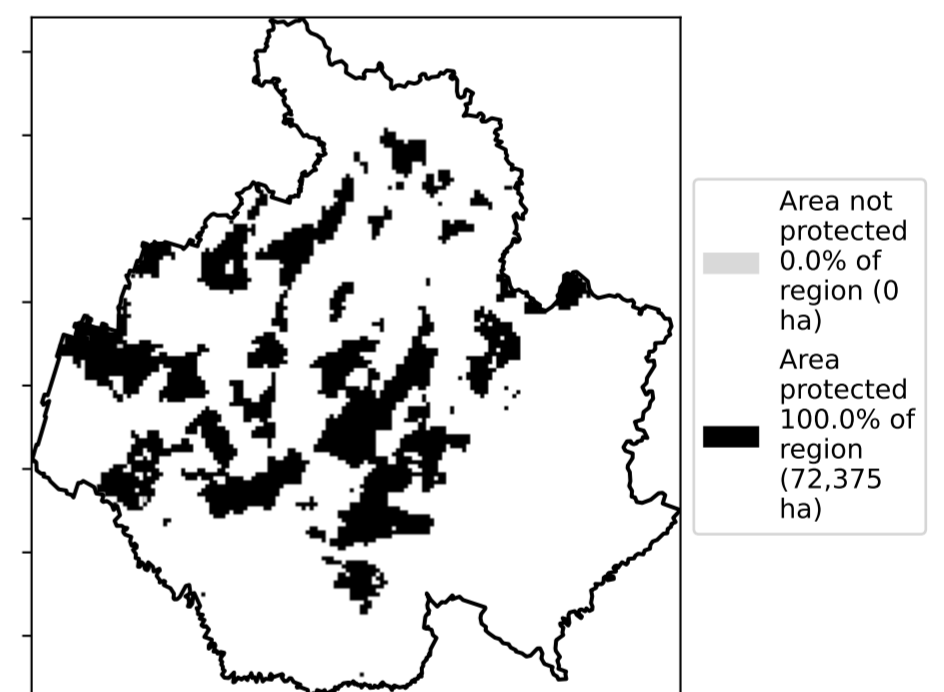 Area not
protected
0.0% of
region (0
ha)
Area
protected
100.0% of
region
(72,375
ha)